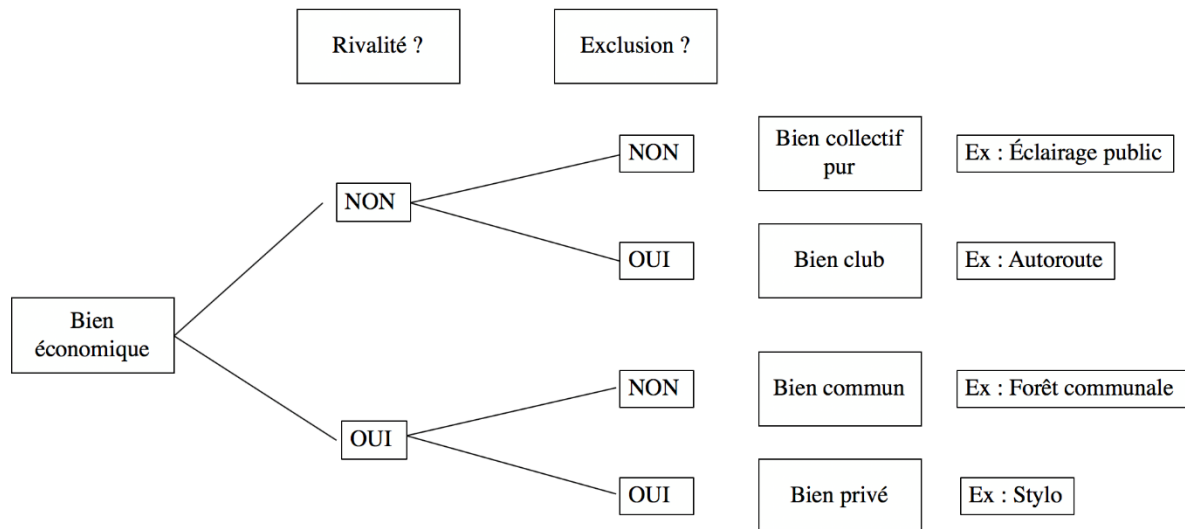 Rivalité ?
Exclusion ?
NON
Bien collectif
pur
Ex : Éclairage public
NON
OUI
Bien club
Ex : Autoroute
Bien
économique
NON
Bien commun
Ex : Forêt communale
OUI
OUI
Bien privé
Ex : Stylo